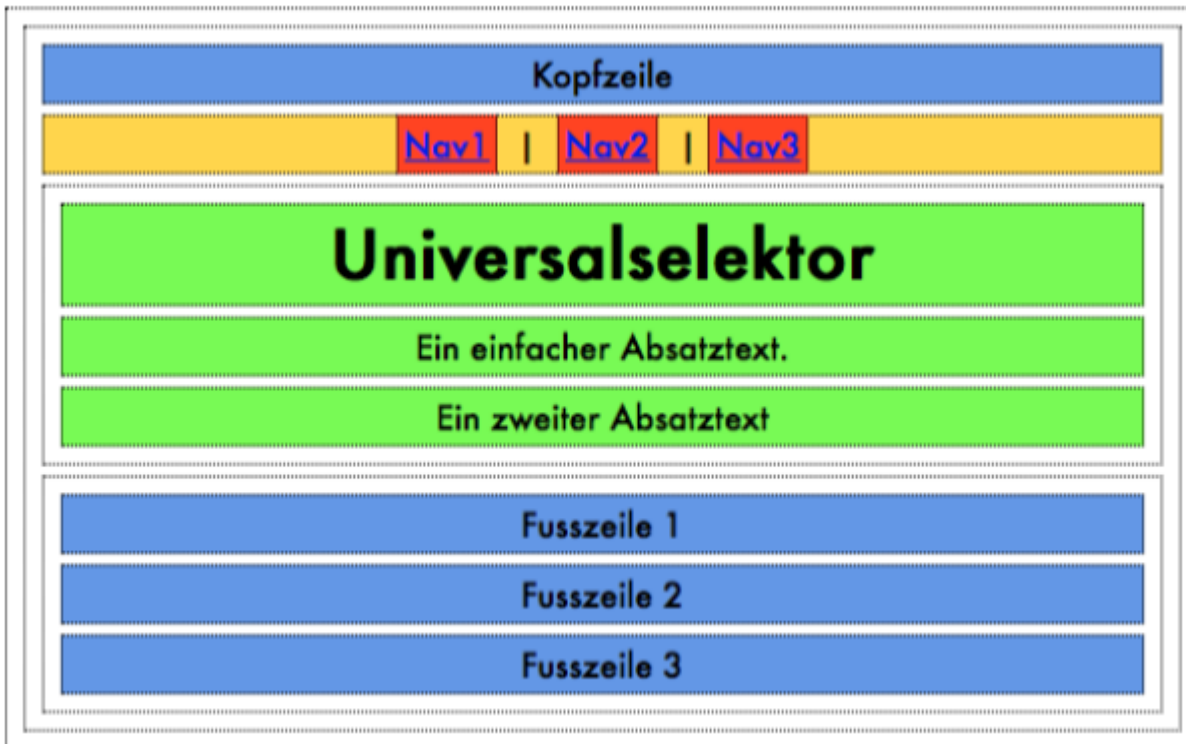 Kopfzeile
Nav1 | Nav2 | Nav3
Universalselektor
Ein einfacher Absatztext.
Ein zweiter Absatztext
Fusszeile 1
Fusszeile 2
Fusszeile 3